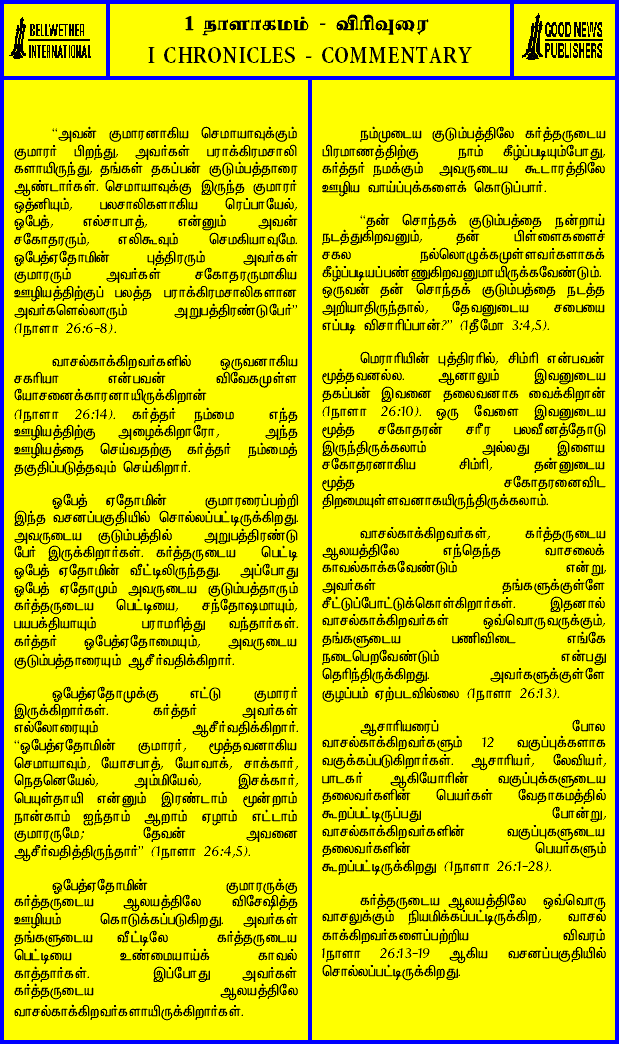 BELLWETHER
INTERNATIONAL
1 நாளாகமம் - விரிவுரை
I CHRONICLES - COMMENTARY
GOOD NEWS
PUBLISHERS
“அவன் குமாரனாகிய செமாயாவுக்கும்
குமாரர் பிறந்து, அவர்கள் பராக்கிரமசாலி
களாயிருந்து, தங்கள் தகப்பன் குடும்பத்தாரை
ஆண்டார்கள். செமாயாவுக்கு இருந்த குமாரர்
ஒத்னியும், பலசாலிகளாகிய ரெப்பாயேல்,
ஓபேத், எல்சாபாத், என்னும் அவன்
சகோதரரும், எலிகூவும் செமகியாவுமே.
ஓபேத்ஏதோமின் புத்திரரும் அவர்கள்
குமாரரும் அவர்கள் சகோதரருமாகிய
ஊழியத்திற்குப் பலத்த பராக்கிரமசாலிகளான
அவர்களெல்லாரும் அறுபத்திரண்டுபேர்”
(1நாளா 26:6-8).
வாசல்காக்கிறவர்களில் ஒருவனாகிய
சகரியா என்பவன் விவேகமுள்ள
யோசனைக்காரனாயிருக்கிறான்
(1நாளா 26:14). கர்த்தர் நம்மை எந்த
ஊழியத்திற்கு அழைக்கிறாரோ, அந்த
ஊழியத்தை செய்வதற்கு கர்த்தர் நம்மைத்
தகுதிப்படுத்தவும் செய்கிறார்.
ஓபேத் ஏதோமின் குமாரரைப்பற்றி
இந்த வசனப்பகுதியில் சொல்லப்பட்டிருக்கிறது.
அவருடைய குடும்பத்தில் அறுபத்திரண்டு
பேர் இருக்கிறார்கள். கர்த்தருடைய பெட்டி
ஓபேத் ஏதோமின் வீட்டிலிருந்தது. அப்போது
ஓபேத் ஏதோமும் அவருடைய குடும்பத்தாரும்
கர்த்தருடைய பெட்டியை, சந்தோஷமாயும்,
பயபக்தியாயும் பராமரித்து வந்தார்கள்.
கர்த்தர் ஓபேத்ஏதோமையும், அவருடைய
குடும்பத்தாரையும் ஆசீர்வதிக்கிறார்.
ஓபேத்ஏதோமுக்கு எட்டு குமாரர்
இருக்கிறார்கள். கர்த்தர் அவர்கள்
எல்லோரையும் ஆசீர்வதிக்கிறார்.
“ஓபேத்ஏதோமின் குமாரர், மூத்தவனாகிய
செமாயாவும், யோசபாத், யோவாக், சாக்கார்,
நெதனெயேல், அம்மியேல், இசக்கார்,
பெயுள்தாயி என்னும் இரண்டாம் மூன்றாம்
நான்காம் ஐந்தாம் ஆறாம் ஏழாம் எட்டாம்
குமாரருமே; தேவன் அவனை
ஆசீர்வதித்திருந்தார்” (1நாளா 26:4,5).
ஓபேத்ஏதோமின் குமாரருக்கு
கர்த்தருடைய ஆலயத்திலே விசேஷித்த
ஊழியம் கொடுக்கப்படுகிறது. அவர்கள்
தங்களுடைய வீட்டிலே கர்த்தருடைய
பெட்டியை உண்மையாய்க் காவல்
காத்தார்கள். இப்போது அவர்கள்
கர்த்தருடைய ஆலயத்திலே
வாசல்காக்கிறவர்களாயிருக்கிறார்கள்.
நம்முடைய குடும்பத்திலே கர்த்தருடைய
பிரமாணத்திற்கு நாம் கீழ்ப்படியும்போது,
கர்த்தர் நமக்கும் அவருடைய கூடாரத்திலே
ஊழிய வாய்ப்புக்களைக் கொடுப்பார்.
“தன் சொந்தக் குடும்பத்தை நன்றாய்
நடத்துகிறவனும், தன் பிள்ளைகளைச்
சகல நல்லொழுக்கமுள்ளவர்களாகக்
கீழ்ப்படியப்பண்ணுகிறவனுமாயிருக்கவேண்டும்.
ஒருவன் தன் சொந்தக் குடும்பத்தை நடத்த
அறியாதிருந்தால், தேவனுடைய சபையை
எப்படி விசாரிப்பான்?” (1தீமோ 3:4,5).
மெராரியின் புத்திரரில், சிம்ரி என்பவன்
மூத்தவனல்ல. ஆனாலும் இவனுடைய
தகப்பன் இவனை தலைவனாக வைக்கிறான்
(1நாளா 26:10). ஒரு வேளை இவனுடைய
மூத்த சகோதரன் சரீர பலவீனத்தோடு
இருந்திருக்கலாம் அல்லது இளைய
சகோதரனாகிய சிம்ரி, தன்னுடைய
மூத்த சகோதரனைவிட
திறமையுள்ளவனாகயிருந்திருக்கலாம்.
வாசல்காக்கிறவர்கள், கர்த்தருடைய
ஆலயத்திலே எந்தெந்த வாசலைக்
காவல்காக்கவேண்டும் என்று,
அவர்கள் தங்களுக்குள்ளே
சீட்டுப்போட்டுக்கொள்கிறார்கள். இதனால்
வாசல்காக்கிறவர்கள் ஒவ்வொருவருக்கும்,
தங்களுடைய பணிவிடை எங்கே
நடைபெறவேண்டும் என்பது
தெரிந்திருக்கிறது. அவர்களுக்குள்ளே
குழப்பம் ஏற்படவில்லை (1நாளா 26:13).
ஆசாரியரைப் போல
வாசல்காக்கிறவர்களும் 12 வகுப்புக்களாக
வகுக்கப்படுகிறார்கள். ஆசாரியர், லேவியர்,
பாடகர் ஆகியோரின் வகுப்புக்களுடைய
தலைவர்களின் பெயர்கள் வேதாகமத்தில்
கூறப்பட்டிருப்பது போன்று,
வாசல்காக்கிறவர்களின் வகுப்புகளுடைய
தலைவர்களின் பெயர்களும்
கூறப்பட்டிருக்கிறது (1நாளா 26:1-28).
கர்த்தருடைய ஆலயத்திலே ஒவ்வொரு
வாசலுக்கும் நியமிக்கப்பட்டிருக்கிற, வாசல்
காக்கிறவர்களைப்பற்றிய விவரம்
1நாளா 26:13-19 ஆகிய வசனப்பகுதியில்
சொல்லப்பட்டிருக்கிறது.